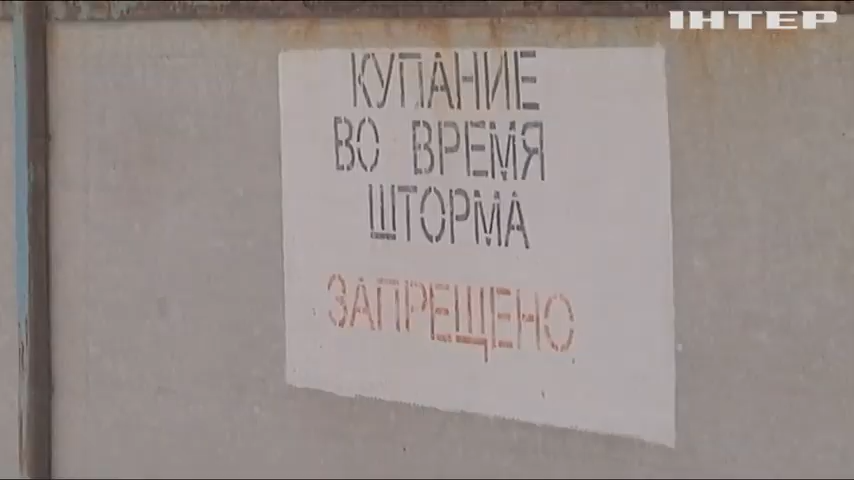 ІНТЕР
КУПАНИЕ
ВО ВРЕМЯ
ШТОРМА
ЗАПРЕЩЕНО